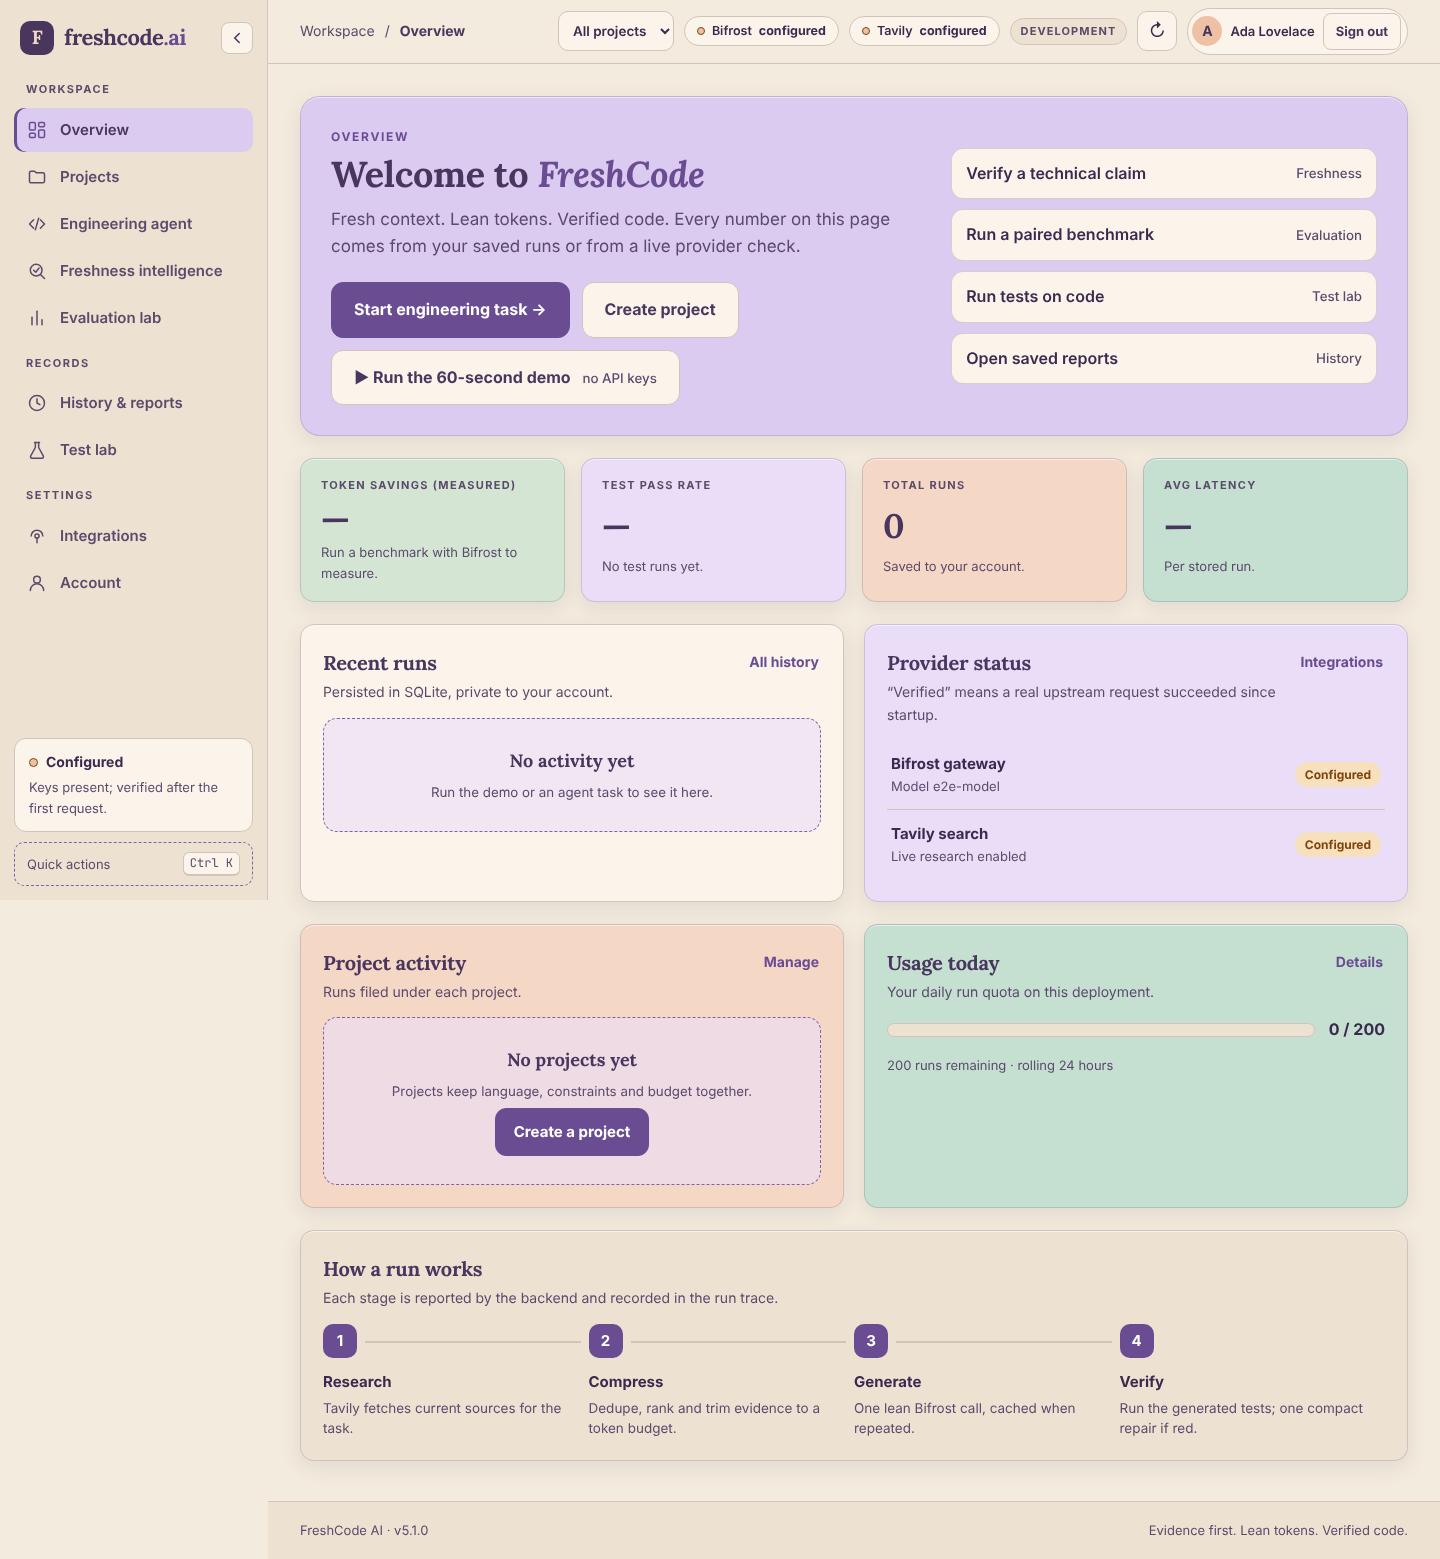 F freshcode.ai
WORKSPACE
Overview
Projects
Engineering agent
Freshness intelligence
Evaluation lab
RECORDS
History & reports
Test lab
SETTINGS
Integrations
Account
Configured
Keys present; verified after the
first request.
Quick actions Ctrl K
Workspace / Overview
All projects
Bifrost configured
Tavily configured
DEVELOPMENT
A Ada Lovelace Sign out
OVERVIEW
Welcome to FreshCode
Fresh context. Lean tokens. Verified code. Every number on this page
comes from your saved runs or from a live provider check.
Start engineering task →
Create project
▶ Run the 60-second demo no API keys
Verify a technical claim Freshness
Run a paired benchmark Evaluation
Run tests on code Test lab
Open saved reports History
TOKEN SAVINGS (MEASURED)
—
Run a benchmark with Bifrost to
measure.
TEST PASS RATE
—
No test runs yet.
TOTAL RUNS
0
Saved to your account.
AVG LATENCY
—
Per stored run.
Recent runs All history
Persisted in SQLite, private to your account.
No activity yet
Run the demo or an agent task to see it here.
Provider status Integrations
“Verified” means a real upstream request succeeded since
startup.
Bifrost gateway
Model e2e-model
Configured
Tavily search
Live research enabled
Configured
Project activity Manage
Runs filed under each project.
No projects yet
Projects keep language, constraints and budget together.
Create a project
Usage today Details
Your daily run quota on this deployment.
0 / 200
200 runs remaining · rolling 24 hours
How a run works
Each stage is reported by the backend and recorded in the run trace.
1
Research
Tavily fetches current sources for the
task.
2
Compress
Dedupe, rank and trim evidence to a
token budget.
3
Generate
One lean Bifrost call, cached when
repeated.
4
Verify
Run the generated tests; one compact
repair if red.
FreshCode AI · v5.1.0
Evidence first. Lean tokens. Verified code.